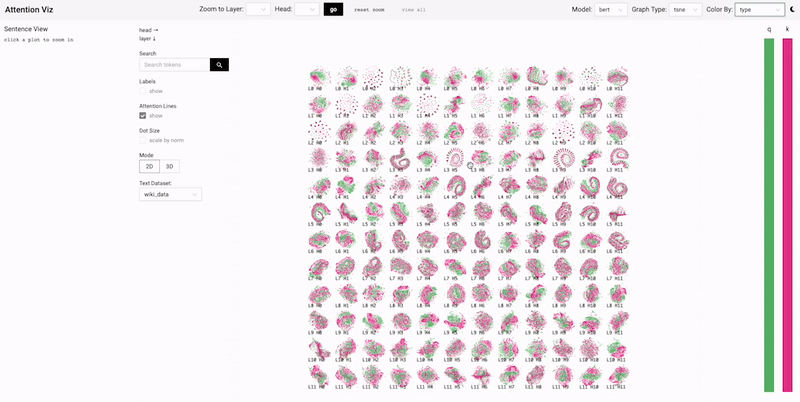 Attention Viz
Zoom to Layer:
Head:
go
reset zoom
view all
Model: bert
Graph Type: tsne
Color By: type
Sentence View
click a plot to zoom in
head →
layer ↓
Search
Search tokens
Labels
show
Attention Lines
show
Dot Size
scale by norm
Mode
2D 3D
Text Dataset:
wiki_data
q k
L0 H0 L0 H1 L0 H2 L0 H3 L0 H4 L0 H5 L0 H6 L0 H7 L0 H8 L0 H9 L0 H10 L0 H11
L1 H0 L1 H1 L1 H2 L1 H3 L1 H4 L1 H5 L1 H6 L1 H7 L1 H8 L1 H9 L1 H10 L1 H11
L2 H0 L2 H1 L2 H2 L2 H3 L2 H4 L2 H5 L2 H6 L2 H7 L2 H8 L2 H9 L2 H10 L2 H11
L3 H0 L3 H1 L3 H2 L3 H3 L3 H4 L3 H5 L3 H6 L3 H7 L3 H8 L3 H9 L3 H10 L3 H11
L4 H0 L4 H1 L4 H2 L4 H3 L4 H4 L4 H5 L4 H6 L4 H7 L4 H8 L4 H9 L4 H10 L4 H11
L5 H0 L5 H1 L5 H2 L5 H3 L5 H4 L5 H5 L5 H6 L5 H7 L5 H8 L5 H9 L5 H10 L5 H11
L6 H0 L6 H1 L6 H2 L6 H3 L6 H4 L6 H5 L6 H6 L6 H7 L6 H8 L6 H9 L6 H10 L6 H11
L7 H0 L7 H1 L7 H2 L7 H3 L7 H4 L7 H5 L7 H6 L7 H7 L7 H8 L7 H9 L7 H10 L7 H11
L8 H0 L8 H1 L8 H2 L8 H3 L8 H4 L8 H5 L8 H6 L8 H7 L8 H8 L8 H9 L8 H10 L8 H11
L9 H0 L9 H1 L9 H2 L9 H3 L9 H4 L9 H5 L9 H6 L9 H7 L9 H8 L9 H9 L9 H10 L9 H11
L10 H0 L10 H1 L10 H2 L10 H3 L10 H4 L10 H5 L10 H6 L10 H7 L10 H8 L10 H9 L10 H10 L10 H11
L11 H0 L11 H1 L11 H2 L11 H3 L11 H4 L11 H5 L11 H6 L11 H7 L11 H8 L11 H9 L11 H10 L11 H11